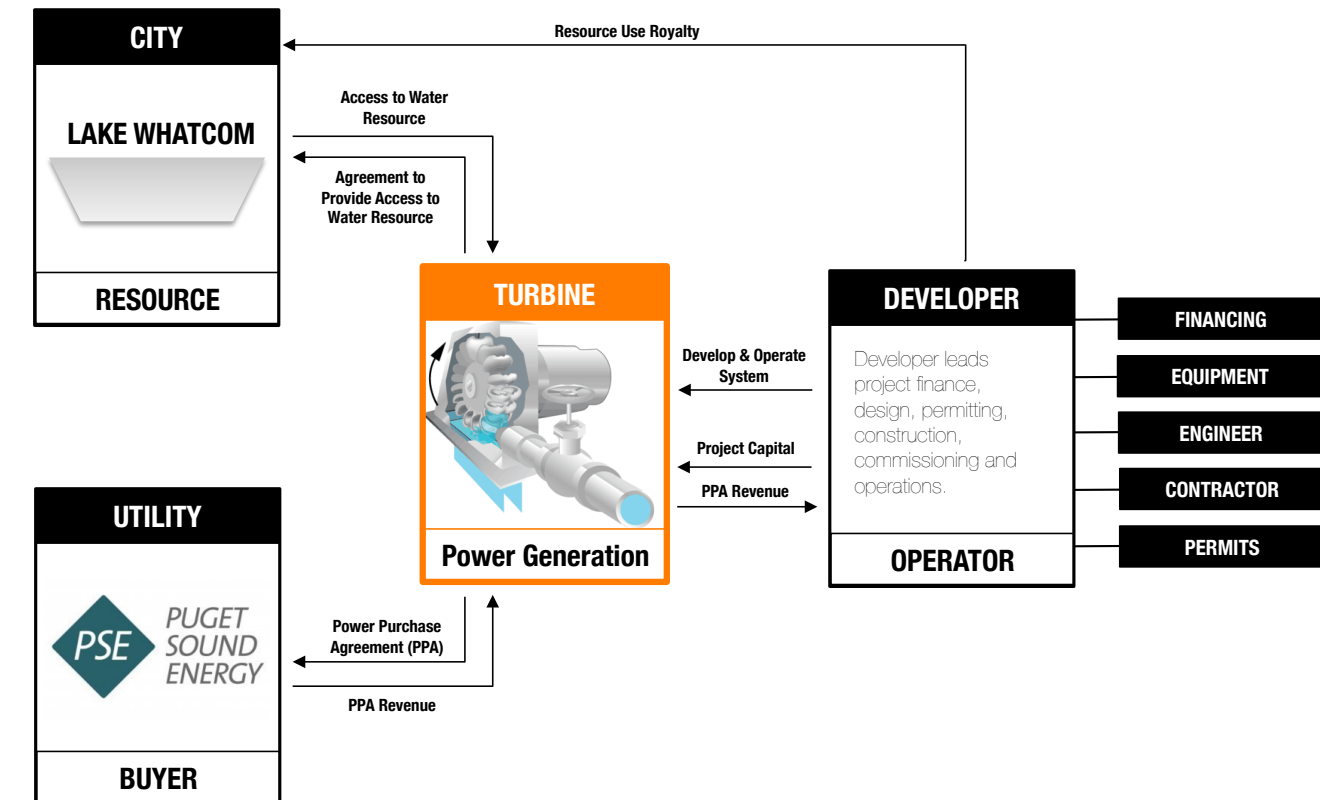 CITY
LAKE WHATCOM
RESOURCE
Resource Use Royalty
Access to Water
Resource
Agreement to
Provide Access to
Water Resource
TURBINE
Power Generation
Develop & Operate
System
Project Capital
PPA Revenue
DEVELOPER
Developer leads
project finance,
design, permitting,
construction,
commissioning and
operations.
OPERATOR
FINANCING
EQUIPMENT
ENGINEER
CONTRACTOR
PERMITS
UTILITY
PSE
PUGET
SOUND
ENERGY
BUYER
Power Purchase
Agreement (PPA)
PPA Revenue